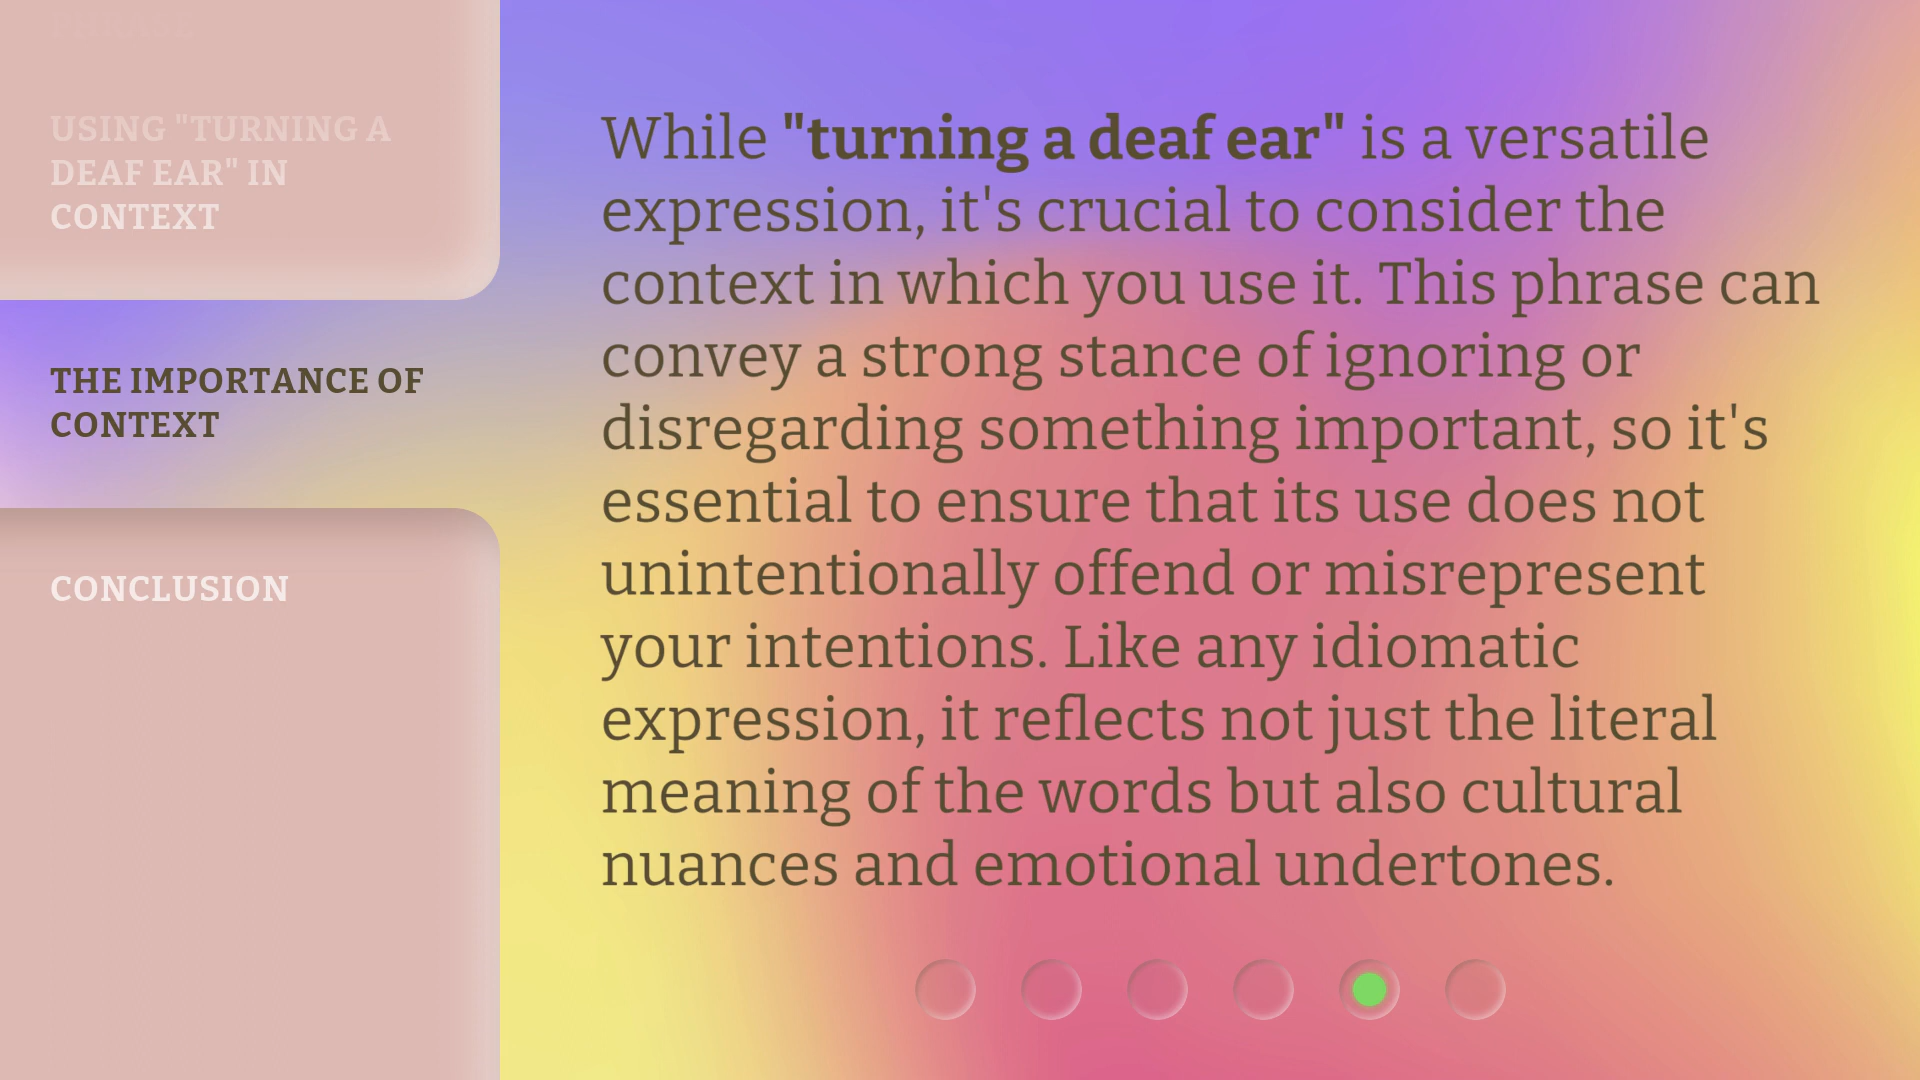 PHRASE
USING "TURNING A
DEAF EAR" IN
CONTEXT
THE IMPORTANCE OF
CONTEXT
CONCLUSION
While "turning a deaf ear" is a versatile
expression, it's crucial to consider the
context in which you use it. This phrase can
convey a strong stance of ignoring or
disregarding something important, so it's
essential to ensure that its use does not
unintentionally offend or misrepresent
your intentions. Like any idiomatic
expression, it reflects not just the literal
meaning of the words but also cultural
nuances and emotional undertones.